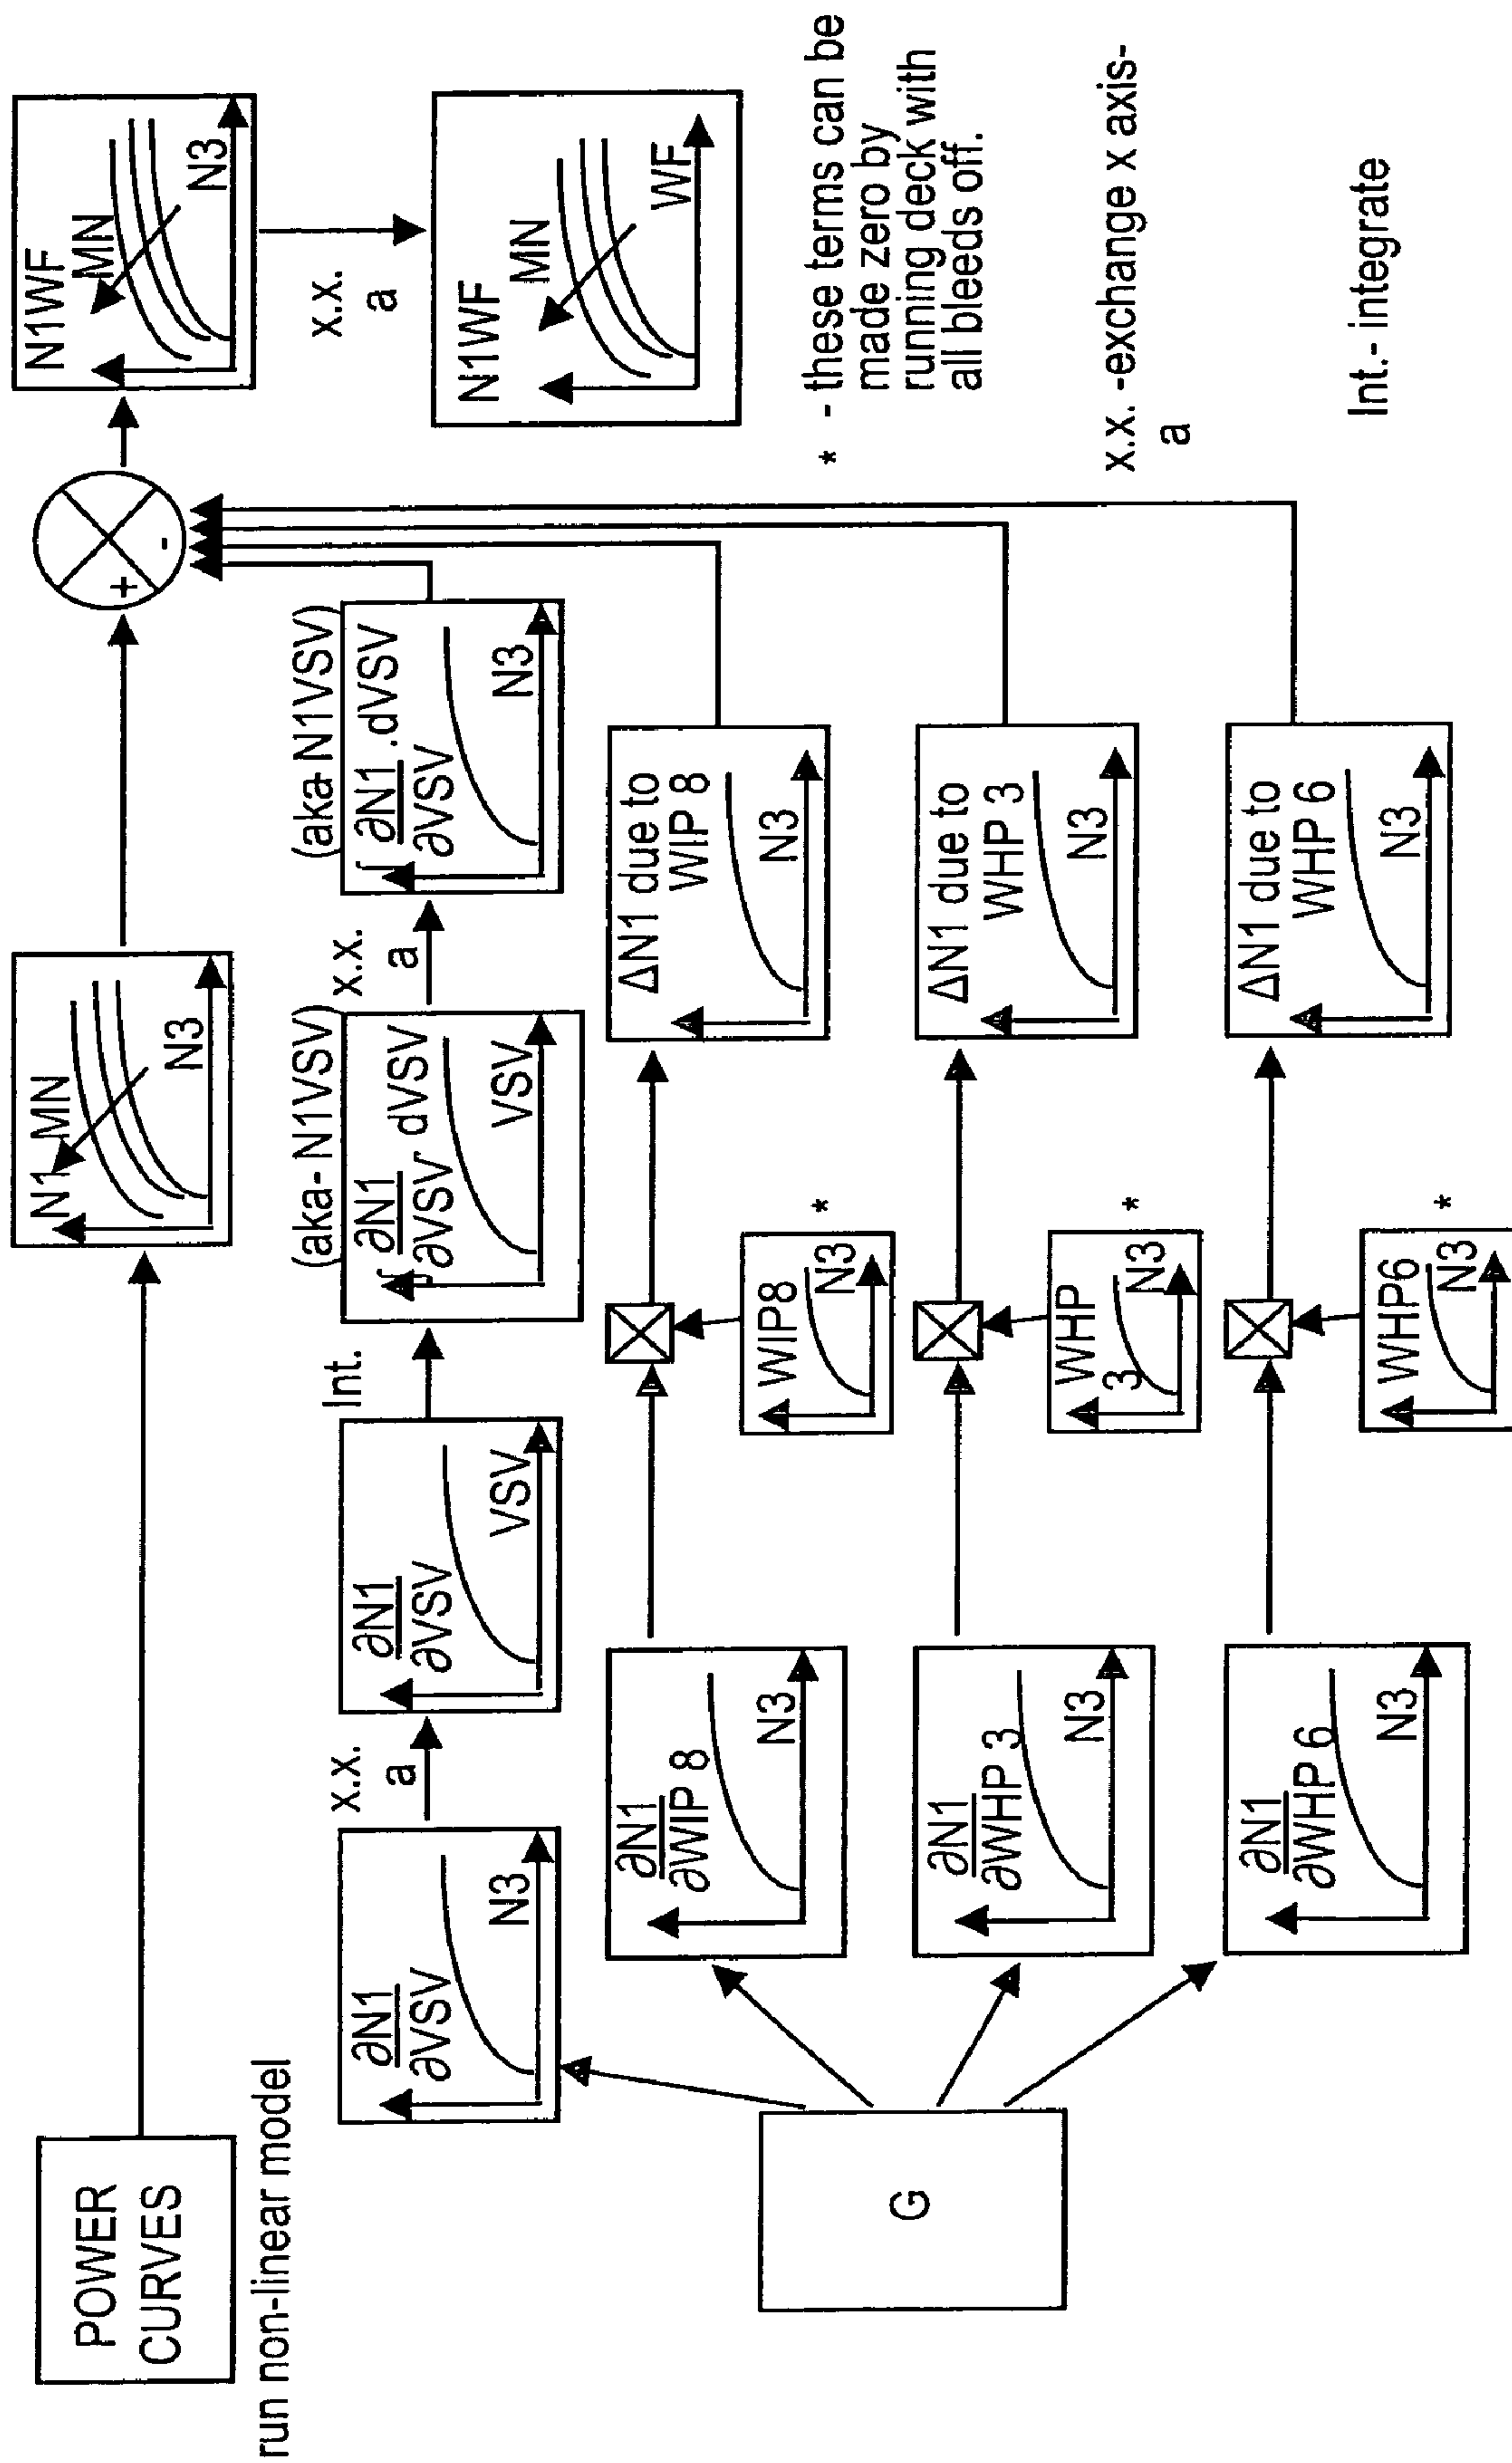 POWER
CURVES
run non-linear model
N1 MN
N3
+
-
N1WF
MN
N3
x.x.
a
N1WF
MN
WF
G
∂N1
∂VSV
N3
x.x.
a
∂N1
∂VSV
VSV
Int.
(aka-N1VSV)
∫ ∂N1
∂VSV dVSV
VSV
x.x.
a
(aka-N1VSV)
∫ ∂N1 .dVSV
∂VSV
N3
∂N1
∂WIP 8
N3
WIP8
N3
*
ΔN1 due to
WIP 8
N3
∂N1
∂WHP 3
N3
WHP
3
N3
*
ΔN1 due to
WHP 3
N3
∂N1
∂WHP 6
N3
WHP6
N3
*
ΔN1 due to
WHP 6
N3
* - these terms can be
made zero by
running deck with
all bleeds off.
x.x. -exchange x axis-
a
Int.- integrate